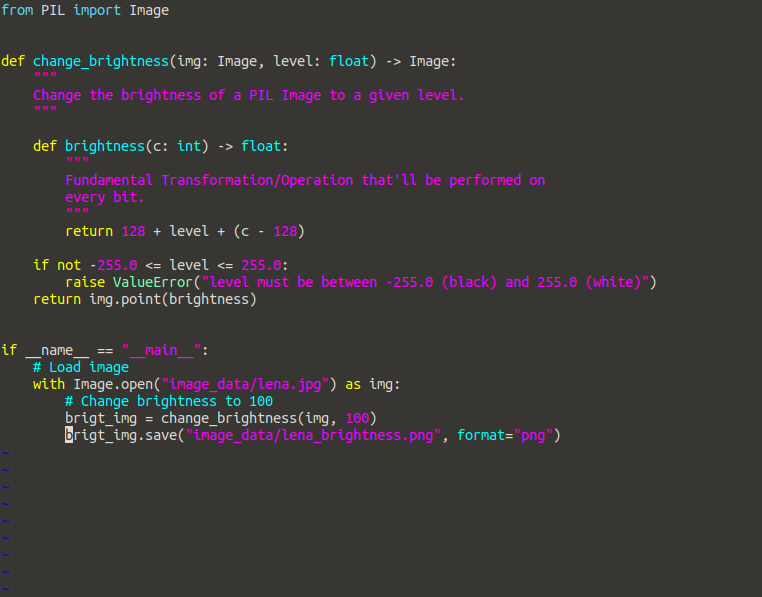 from PIL import Image
def change_brightness(img: Image, level: float) -> Image:
    """
    Change the brightness of a PIL Image to a given level.
    """
    def brightness(c: int) -> float:
        """
        Fundamental Transformation/Operation that'll be performed on
        every bit.
        """
        return 128 + level + (c - 128)
    if not -255.0 <= level <= 255.0:
        raise ValueError("level must be between -255.0 (black) and 255.0 (white)")
    return img.point(brightness)
if __name__ == "__main__":
    # Load image
    with Image.open("image_data/lena.jpg") as img:
        # Change brightness to 100
        brigt_img = change_brightness(img, 100)
        brigt_img.save("image_data/lena_brightness.png", format="png")
~
~
~
~
~
~
~
~
~